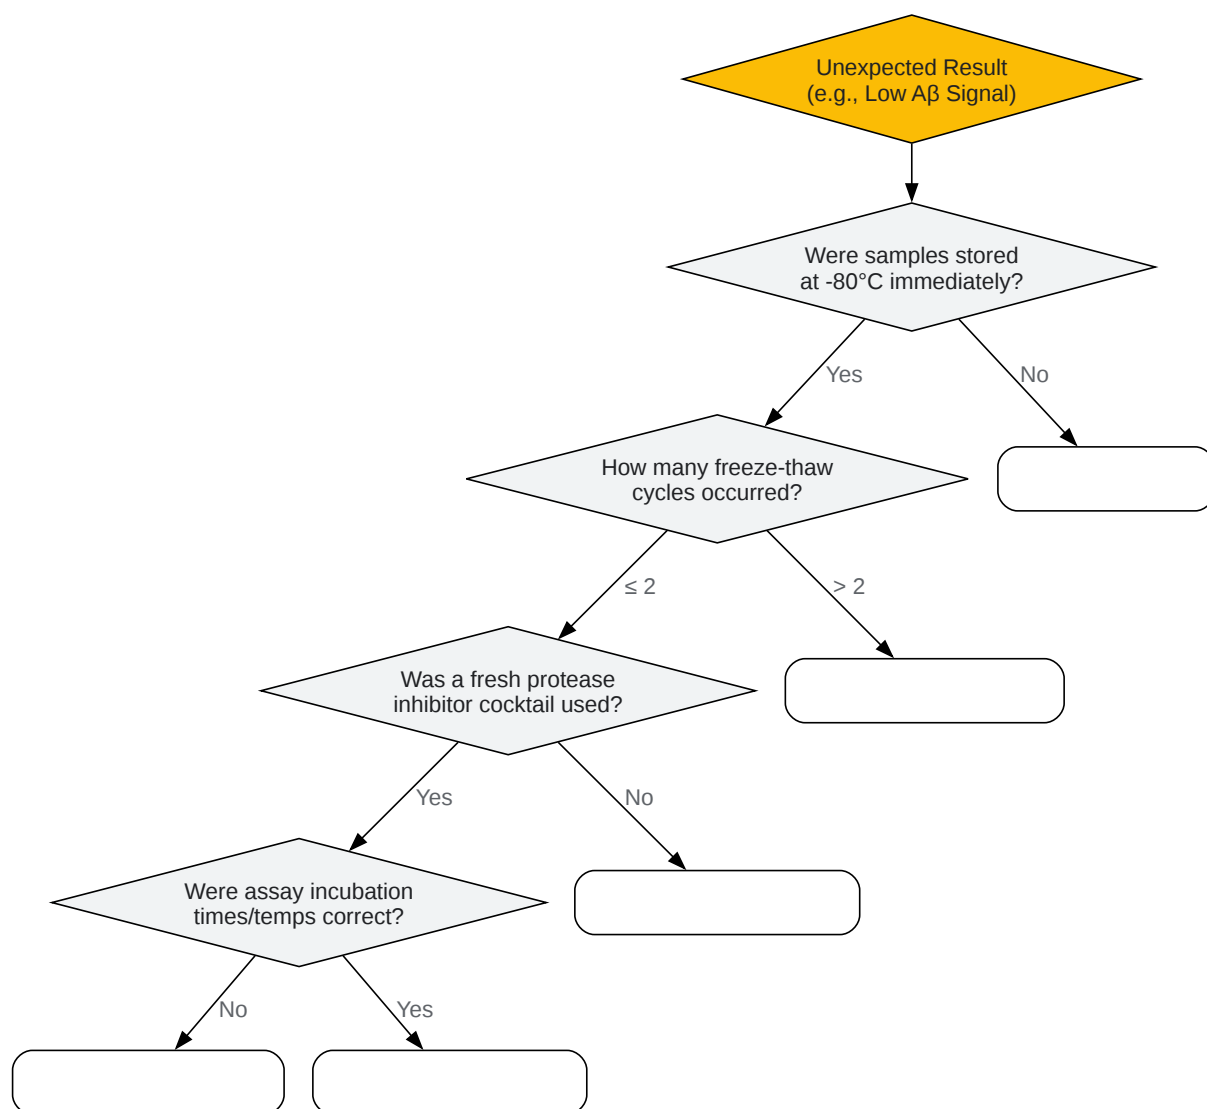 Unexpected Result
(e.g., Low Aβ Signal)
Were samples stored
at -80°C immediately?
Yes
No
How many freeze-thaw
cycles occurred?
≤ 2
> 2
Was a fresh protease
inhibitor cocktail used?
Yes
No
Were assay incubation
times/temps correct?
No
Yes